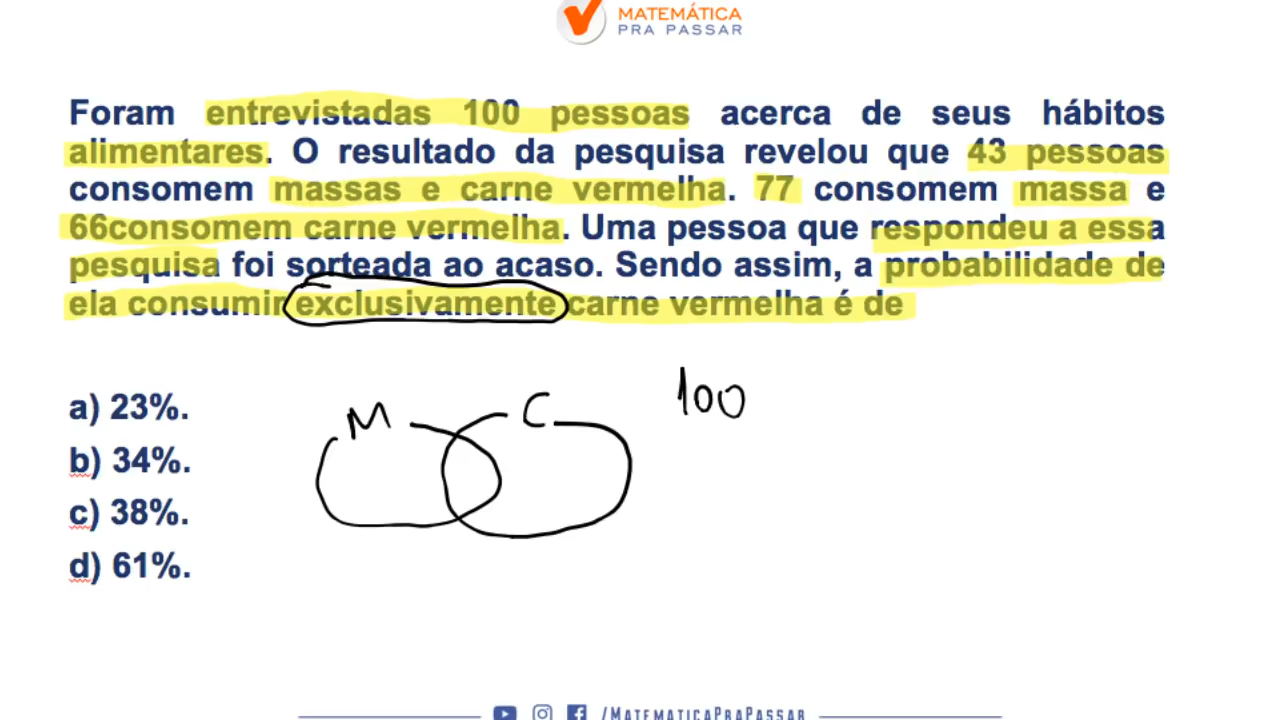 MATEMÁTICA
PRA PASSAR
Foram entrevistadas 100 pessoas acerca de seus hábitos
alimentares. O resultado da pesquisa revelou que 43 pessoas
consomem massas e carne vermelha. 77 consomem massa e
66consomem carne vermelha. Uma pessoa que respondeu a essa
pesquisa foi sorteada ao acaso. Sendo assim, a probabilidade de
ela consumir exclusivamente carne vermelha é de
100
M C
a) 23%.
b) 34%.
c) 38%.
d) 61%.
/MATEMATICAPRAPASSAR